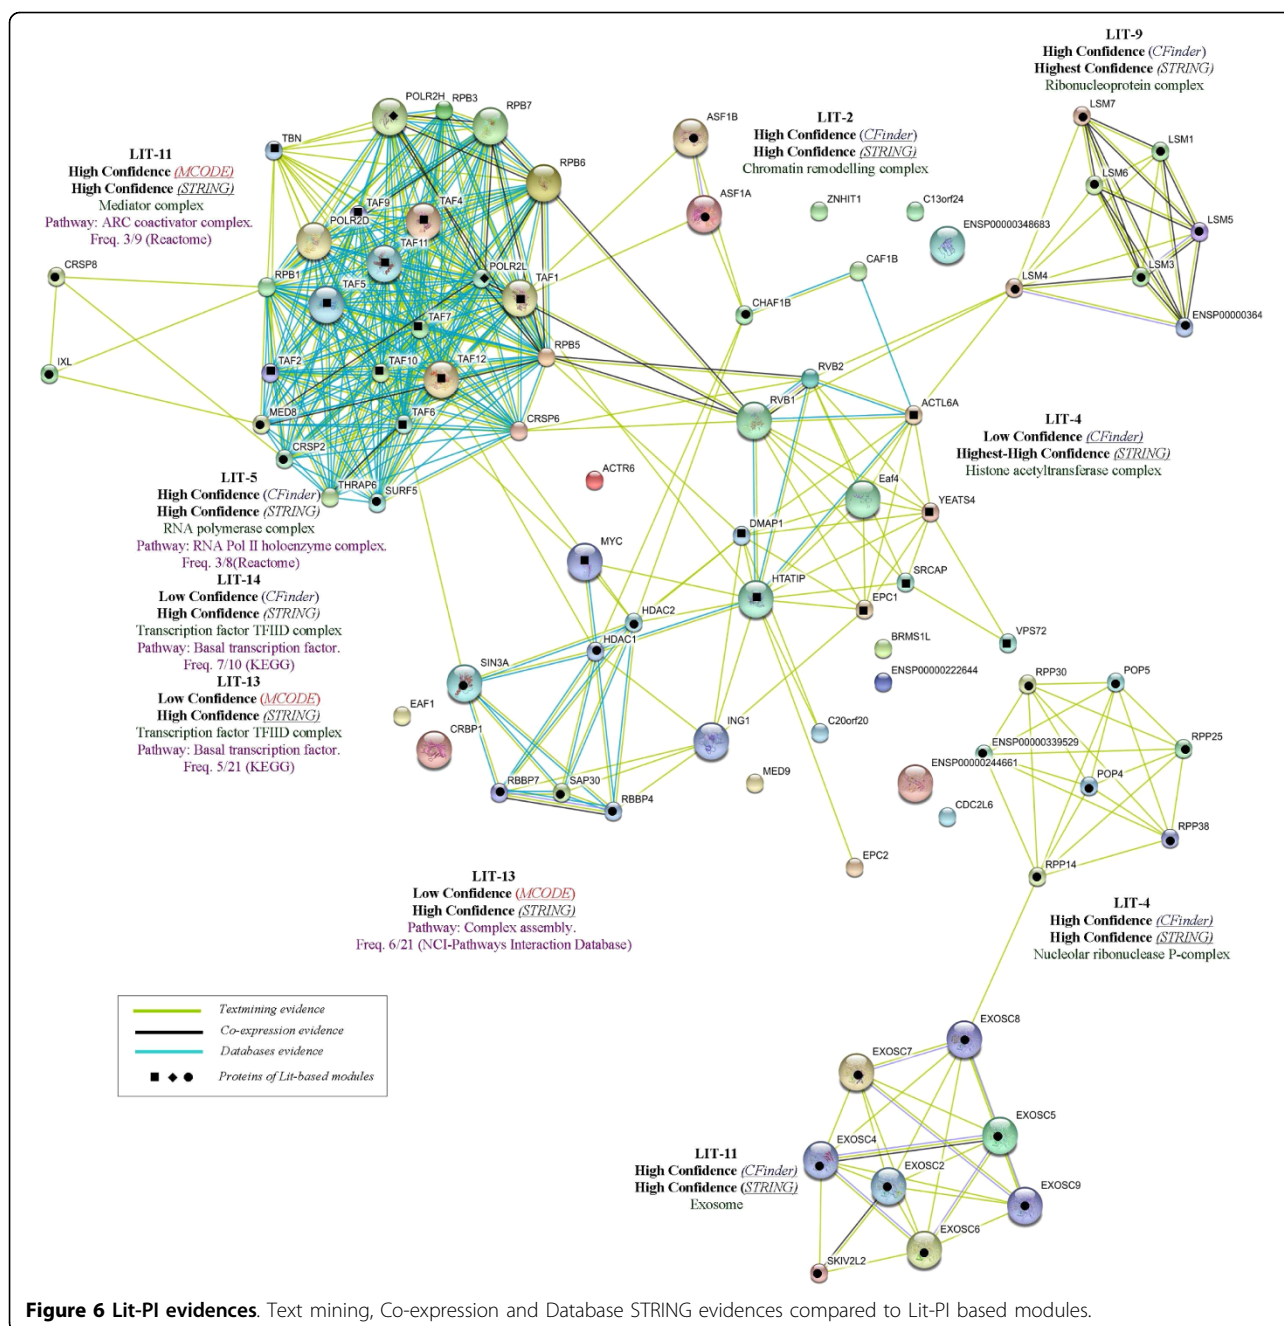 LIT-9
High Confidence (CFinder)
Highest Confidence (STRING)
Ribonucleoprotein complex
LSM7
LSM1
LSM6
LSM5
LSM3
LSM4
ENSP00000364
LIT-2
High Confidence (CFinder)
High Confidence (STRING)
Chromatin remodelling complex
ASF1B
ASF1A
ZNHIT1
C13orf24
ENSP00000348683
CAF1B
CHAF1B
POLR2H
RPB3
RPB7
TBN
RPB6
LIT-11
High Confidence (MCODE)
High Confidence (STRING)
Mediator complex
Pathway: ARC coactivator complex.
Freq. 3/9 (Reactome)
TAF9
TAF4
POLR2D
TAF11
POLR2L
TAF1
CRSP8
RPB1
TAF5
TAF7
RPB5
IXL
TAF2
TAF10
TAF12
MED8
TAF6
CRSP6
CRSP2
THRAP6
SURF5
RVB2
RVB1
ACTL6A
LIT-4
Low Confidence (CFinder)
Highest-High Confidence (STRING)
Histone acetyltransferase complex
Eaf4
YEATS4
DMAP1
SRCAP
HTATIP
EPC1
VPS72
ACTR6
MYC
HDAC2
HDAC1
BRMS1L
ENSP00000222644
LIT-5
High Confidence (CFinder)
High Confidence (STRING)
RNA polymerase complex
Pathway: RNA Pol II holoenzyme complex.
Freq. 3/8(Reactome)
LIT-14
Low Confidence (CFinder)
High Confidence (STRING)
Transcription factor TFIID complex
Pathway: Basal transcription factor.
Freq. 7/10 (KEGG)
LIT-13
Low Confidence (MCODE)
High Confidence (STRING)
Transcription factor TFIID complex
Pathway: Basal transcription factor.
Freq. 5/21 (KEGG)
SIN3A
EAF1
CRBP1
ING1
C20orf20
RBBP7
SAP30
RBBP4
MED9
EPC2
RPP30
POP5
ENSP00000339529
RPP25
ENSP00000244661
POP4
CDC2L6
RPP38
RPP14
LIT-4
High Confidence (CFinder)
High Confidence (STRING)
Nucleolar ribonuclease P-complex
LIT-13
Low Confidence (MCODE)
High Confidence (STRING)
Pathway: Complex assembly.
Freq. 6/21 (NCI-Pathways Interaction Database)
Textmining evidence
Co-expression evidence
Databases evidence
Proteins of Lit-based modules
EXOSC8
EXOSC7
EXOSC5
EXOSC4
EXOSC2
EXOSC9
EXOSC6
SKIV2L2
LIT-11
High Confidence (CFinder)
High Confidence (STRING)
Exosome
Figure 6 Lit-PI evidences. Text mining, Co-expression and Database STRING evidences compared to Lit-PI based modules.